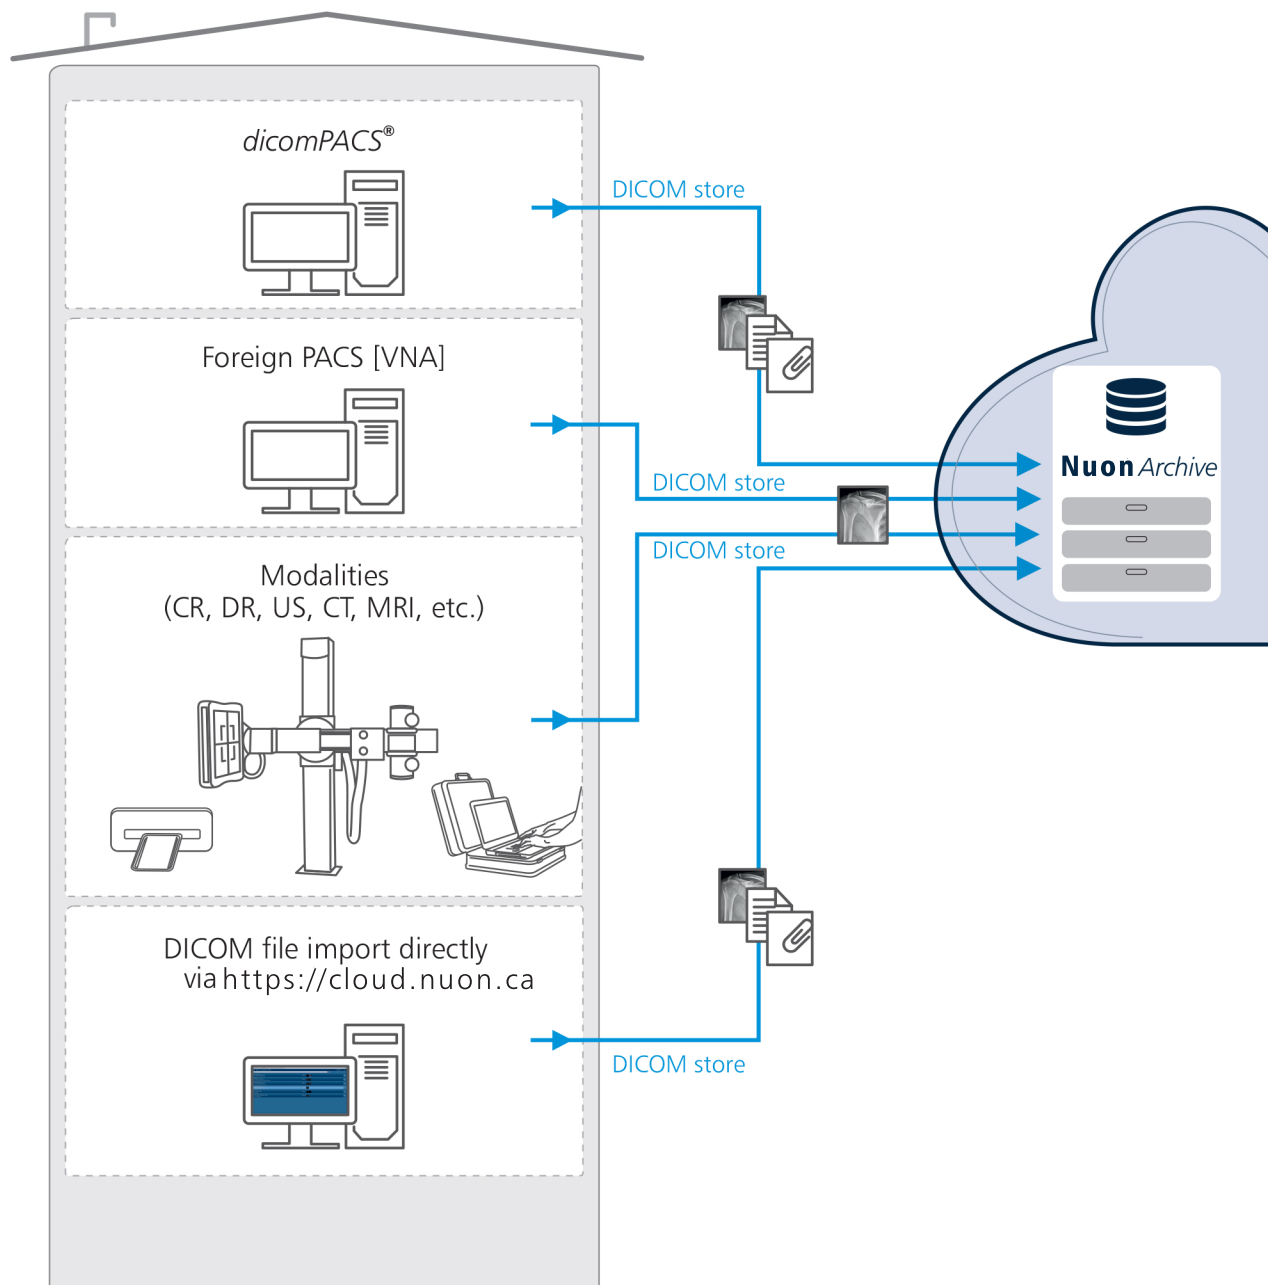 dicomPACS®
DICOM store
Foreign PACS [VNA]
Nuon Archive
DICOM store
DICOM store
Modalities
(CR, DR, US, CT, MRI, etc.)
DICOM file import directly
via https://cloud.nuon.ca
DICOM store